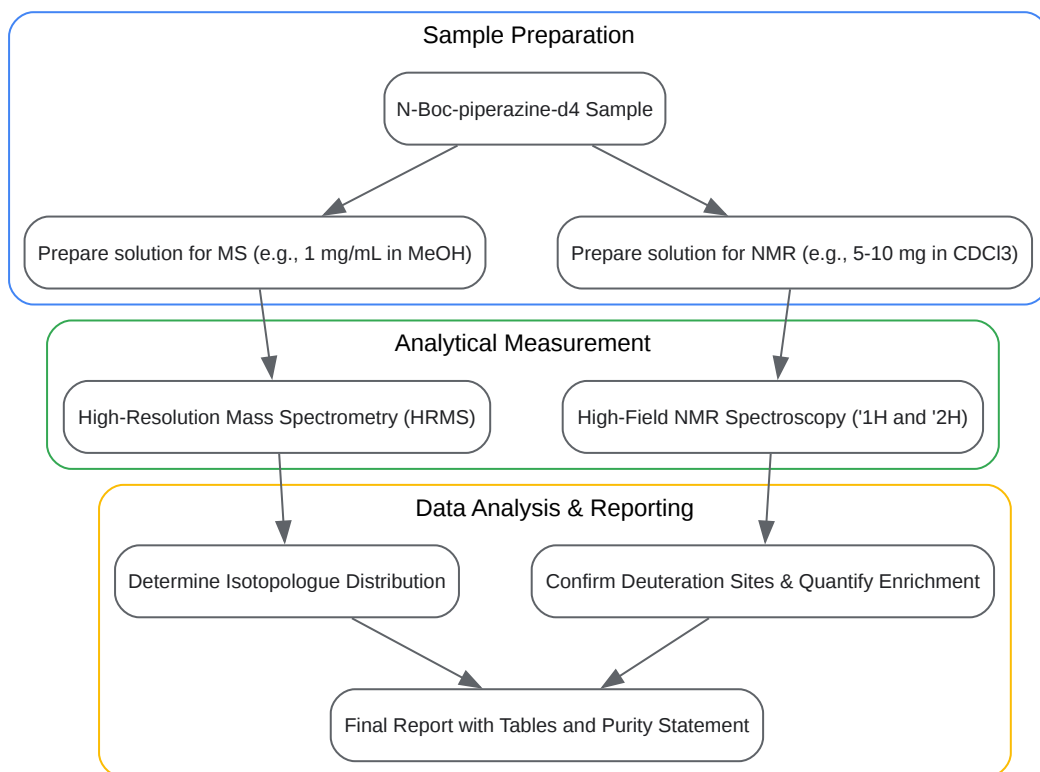 Sample Preparation
N-Boc-piperazine-d4 Sample
Prepare solution for MS (e.g., 1 mg/mL in MeOH)
Prepare solution for NMR (e.g., 5-10 mg in CDCl3)
Analytical Measurement
High-Resolution Mass Spectrometry (HRMS)
High-Field NMR Spectroscopy ('1H and '2H)
Data Analysis & Reporting
Determine Isotopologue Distribution
Confirm Deuteration Sites & Quantify Enrichment
Final Report with Tables and Purity Statement